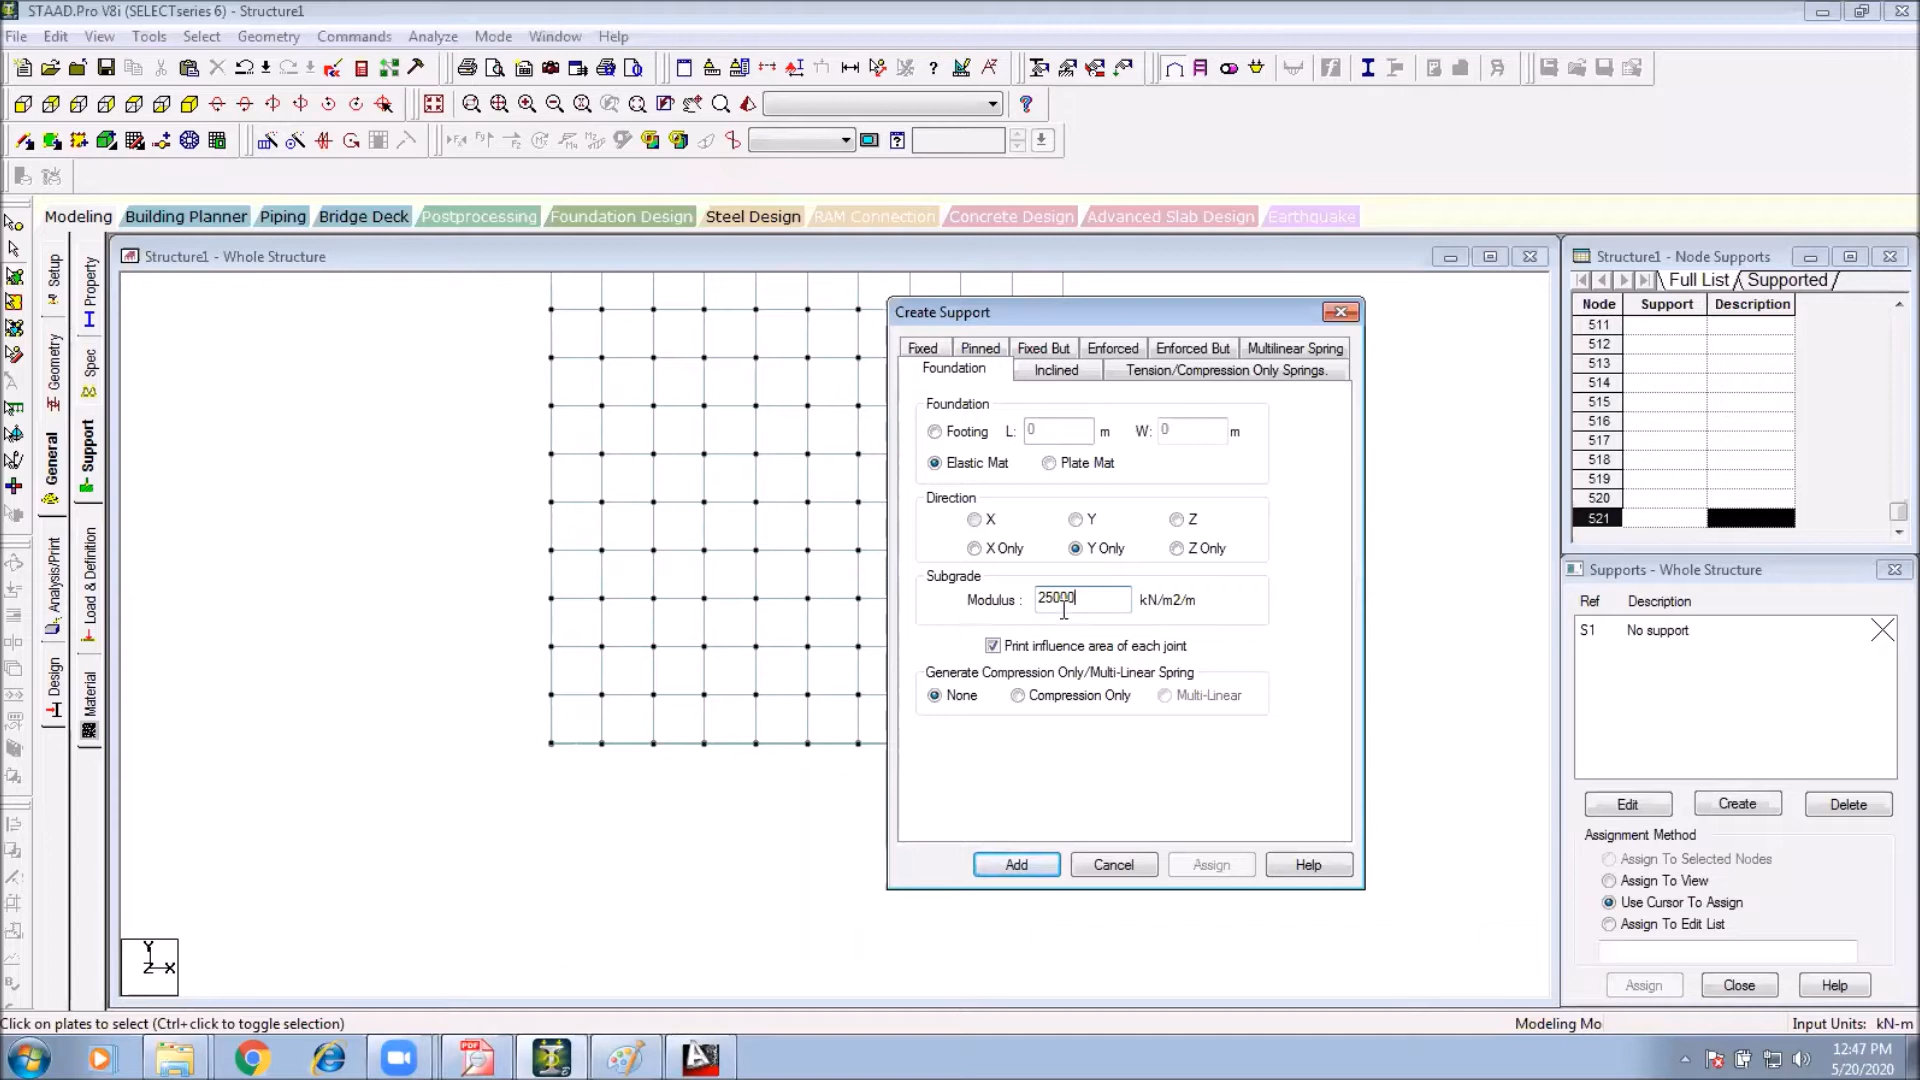 STAAD.Pro V8i (SELECTseries 6) - Structure1
File Edit View Tools Select Geometry Commands Analyze Mode Window Help
Modeling Building Planner Piping Bridge Deck Postprocessing Foundation Design Steel Design RAM Connection Concrete Design Advanced Slab Design Earthquake
Setup
Geometry
General
Analysis/Print
Design
Property
Spec
Support
Load & Definition
Material
Structure1 - Whole Structure
Create Support
Fixed Pinned Fixed But Enforced Enforced But Multilinear Spring
Foundation Inclined Tension/Compression Only Springs.
Foundation
Footing L: 0 m W: 0 m
Elastic Mat Plate Mat
Direction
X Y Z
X Only Y Only Z Only
Subgrade
Modulus : 25000 kN/m2/m
Print influence area of each joint
Generate Compression Only/Multi-Linear Spring
None Compression Only Multi-Linear
Add Cancel Assign Help
Y
Z X
Structure1 - Node Supports
Full List Supported
Node Support Description
511
512
513
514
515
516
517
518
519
520
521
Supports - Whole Structure
Ref Description
S1 No support
Edit Create Delete
Assignment Method
Assign To Selected Nodes
Assign To View
Use Cursor To Assign
Assign To Edit List
Assign Close Help
Click on plates to select (Ctrl+click to toggle selection)
Modeling Mo
Input Units: kN-m
12:47 PM
5/20/2020